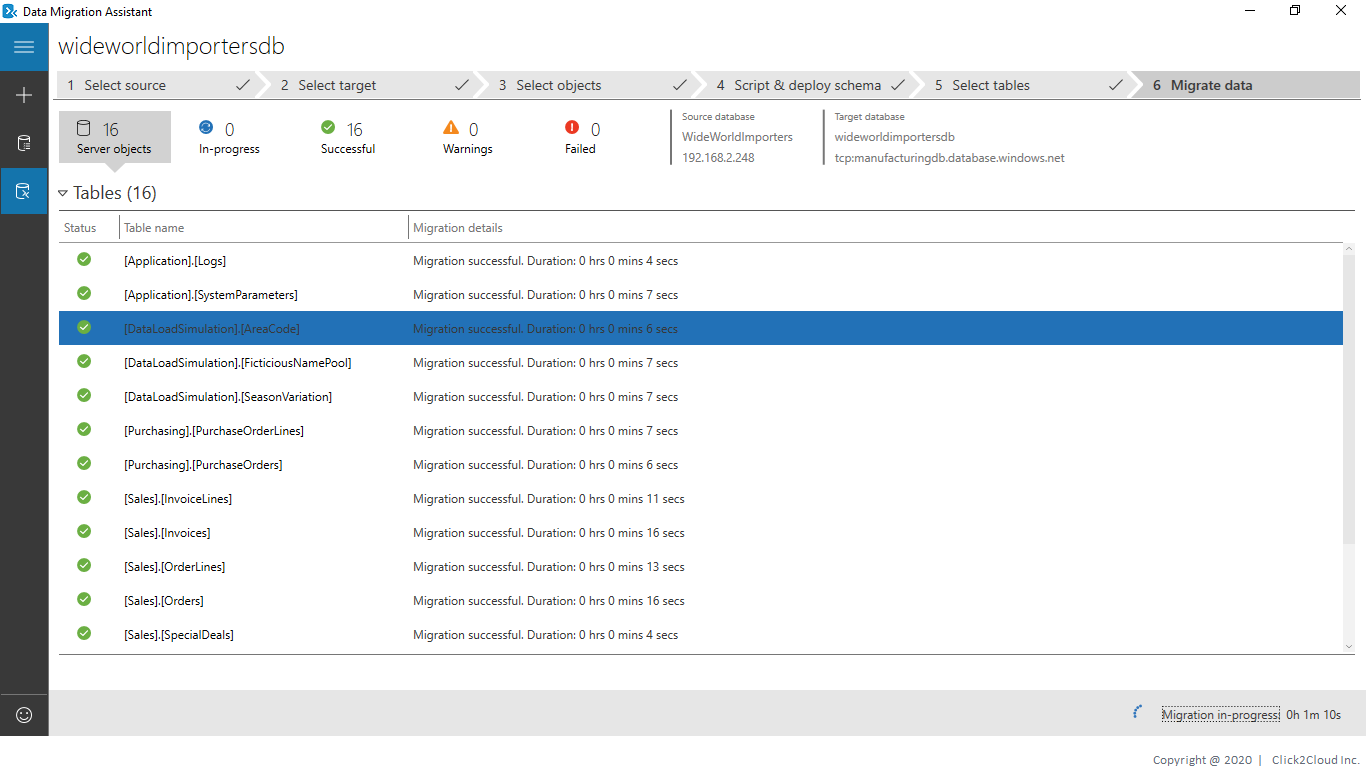 Data Migration Assistant
wideworldimportersdb
1 Select source 2 Select target 3 Select objects 4 Script & deploy schema 5 Select tables 6 Migrate data
16 Server objects
0 In-progress
16 Successful
0 Warnings
0 Failed
Source database
WideWorldImporters
192.168.2.248
Target database
wideworldimportersdb
tcp:manufacturingdb.database.windows.net
Tables (16)
Status Table name Migration details
[Application].[Logs] Migration successful. Duration: 0 hrs 0 mins 4 secs
[Application].[SystemParameters] Migration successful. Duration: 0 hrs 0 mins 7 secs
[DataLoadSimulation].[AreaCode] Migration successful. Duration: 0 hrs 0 mins 6 secs
[DataLoadSimulation].[FicticiousNamePool] Migration successful. Duration: 0 hrs 0 mins 7 secs
[DataLoadSimulation].[SeasonVariation] Migration successful. Duration: 0 hrs 0 mins 7 secs
[Purchasing].[PurchaseOrderLines] Migration successful. Duration: 0 hrs 0 mins 7 secs
[Purchasing].[PurchaseOrders] Migration successful. Duration: 0 hrs 0 mins 6 secs
[Sales].[InvoiceLines] Migration successful. Duration: 0 hrs 0 mins 11 secs
[Sales].[Invoices] Migration successful. Duration: 0 hrs 0 mins 16 secs
[Sales].[OrderLines] Migration successful. Duration: 0 hrs 0 mins 13 secs
[Sales].[Orders] Migration successful. Duration: 0 hrs 0 mins 16 secs
[Sales].[SpecialDeals] Migration successful. Duration: 0 hrs 0 mins 4 secs
Migration in-progress: 0h 1m 10s
Copyright @ 2020 | Click2Cloud Inc.